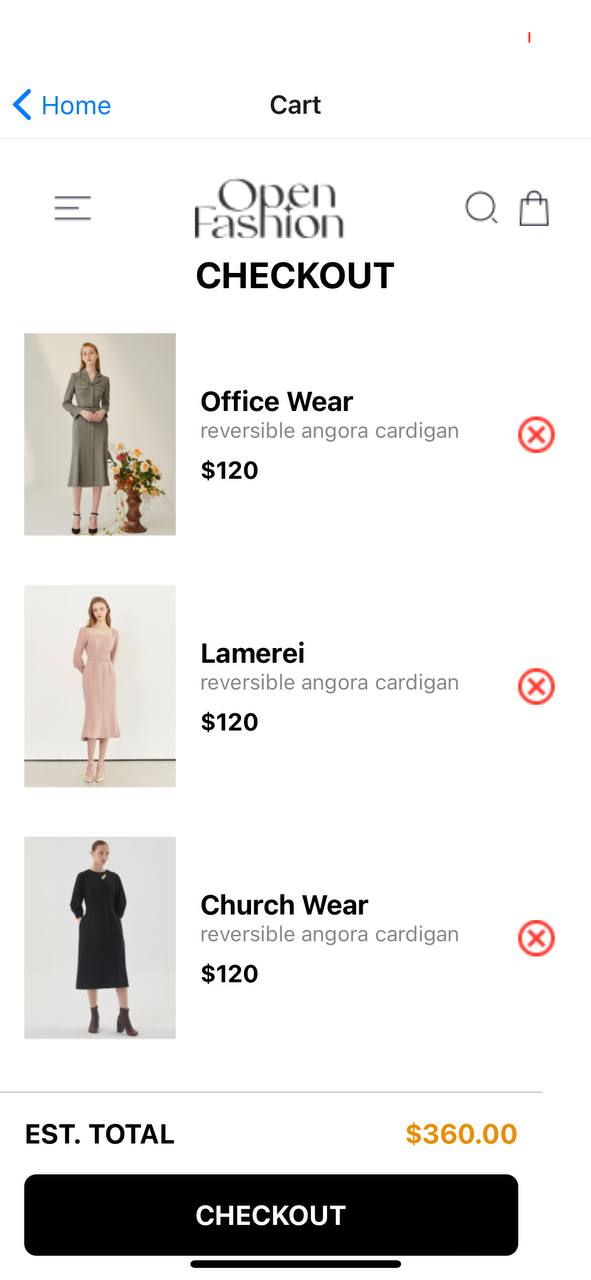 Home
Cart
Open
Fashion
CHECKOUT
Office Wear
reversible angora cardigan
$120
Lamerei
reversible angora cardigan
$120
Church Wear
reversible angora cardigan
$120
EST. TOTAL
$360.00
CHECKOUT